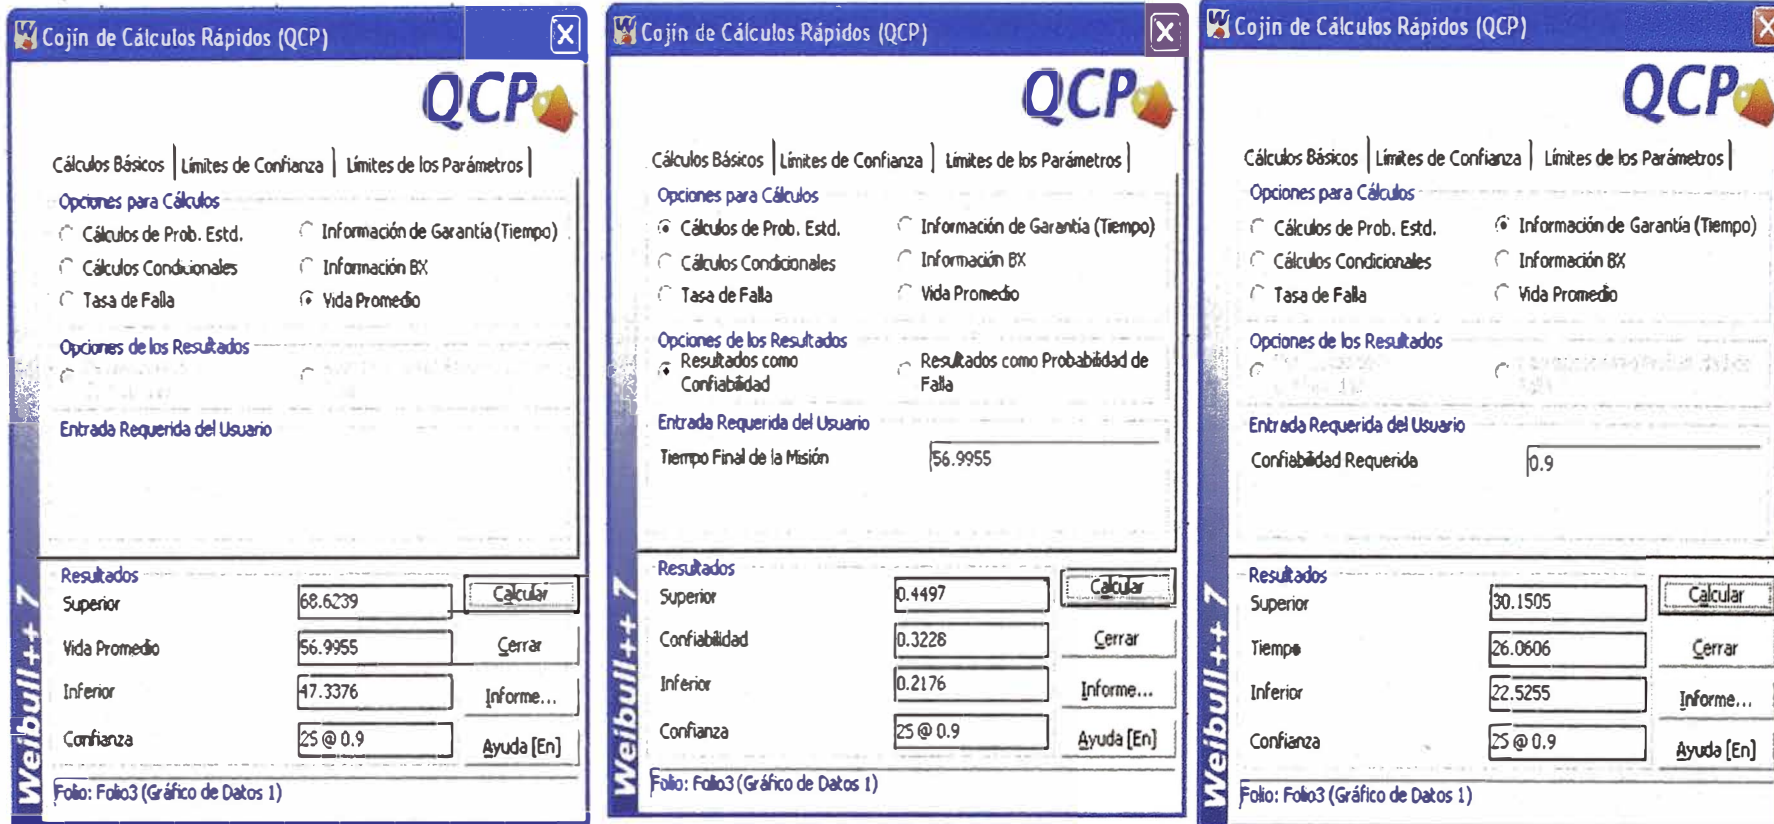 Cojín de Cálculos Rápidos (QCP)
QCP
Cálculos Básicos
Límites de Confianza
Límites de los Parámetros
Opciones para Cálculos
Cálculos de Prob. Estd.
Información de Garantía (Tiempo)
Cálculos Condicionales
Información BX
Tasa de Falla
Vida Promedio
Opciones de los Resultados
Entrada Requerida del Usuario
Resultados
Superior
68.6239
Calcular
Vida Promedio
56.9955
Cerrar
Inferior
47.3376
Informe...
Confianza
2S @ 0.9
Ayuda [En]
Folio: Folio3 (Gráfico de Datos 1)
Weibull++ 7
Cojín de Cálculos Rápidos (QCP)
QCP
Cálculos Básicos
Límites de Confianza
Límites de los Parámetros
Opciones para Cálculos
Cálculos de Prob. Estd.
Información de Garantía (Tiempo)
Cálculos Condicionales
Información BX
Tasa de Falla
Vida Promedio
Opciones de los Resultados
Resultados como
Confiabilidad
Resultados como Probabilidad de
Falla
Entrada Requerida del Usuario
Tiempo Final de la Misión
56.9955
Resultados
Superior
0.4497
Calcular
Confiabilidad
0.3228
Cerrar
Inferior
0.2176
Informe...
Confianza
2S @ 0.9
Ayuda [En]
Folio: Folio3 (Gráfico de Datos 1)
Weibull++ 7
Cojín de Cálculos Rápidos (QCP)
QCP
Cálculos Básicos
Límites de Confianza
Límites de los Parámetros
Opciones para Cálculos
Cálculos de Prob. Estd.
Información de Garantía (Tiempo)
Cálculos Condicionales
Información BX
Tasa de Falla
Vida Promedio
Opciones de los Resultados
Entrada Requerida del Usuario
Confiabilidad Requerida
0.9
Resultados
Superior
30.1505
Calcular
Tiempo
26.0606
Cerrar
Inferior
22.5255
Informe...
Confianza
2S @ 0.9
Ayuda [En]
Folio: Folio3 (Gráfico de Datos 1)
Weibull++ 7